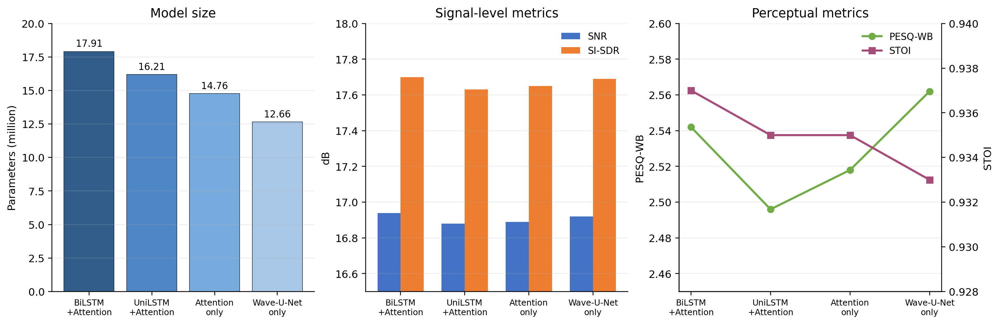 Model size
Parameters (million)
20.0
17.5
15.0
12.5
10.0
7.5
5.0
2.5
0.0
17.91
16.21
14.76
12.66
BiLSTM
+Attention
UniLSTM
+Attention
Attention
only
Wave-U-Net
only
Signal-level metrics
dB
18.0
17.8
17.6
17.4
17.2
17.0
16.8
16.6
SNR
SI-SDR
BiLSTM
+Attention
UniLSTM
+Attention
Attention
only
Wave-U-Net
only
Perceptual metrics
PESQ-WB
2.60
2.58
2.56
2.54
2.52
2.50
2.48
2.46
PESQ-WB
STOI
BiLSTM
+Attention
UniLSTM
+Attention
Attention
only
Wave-U-Net
only
0.940
0.938
0.936
0.934
0.932
0.930
0.928
STOI